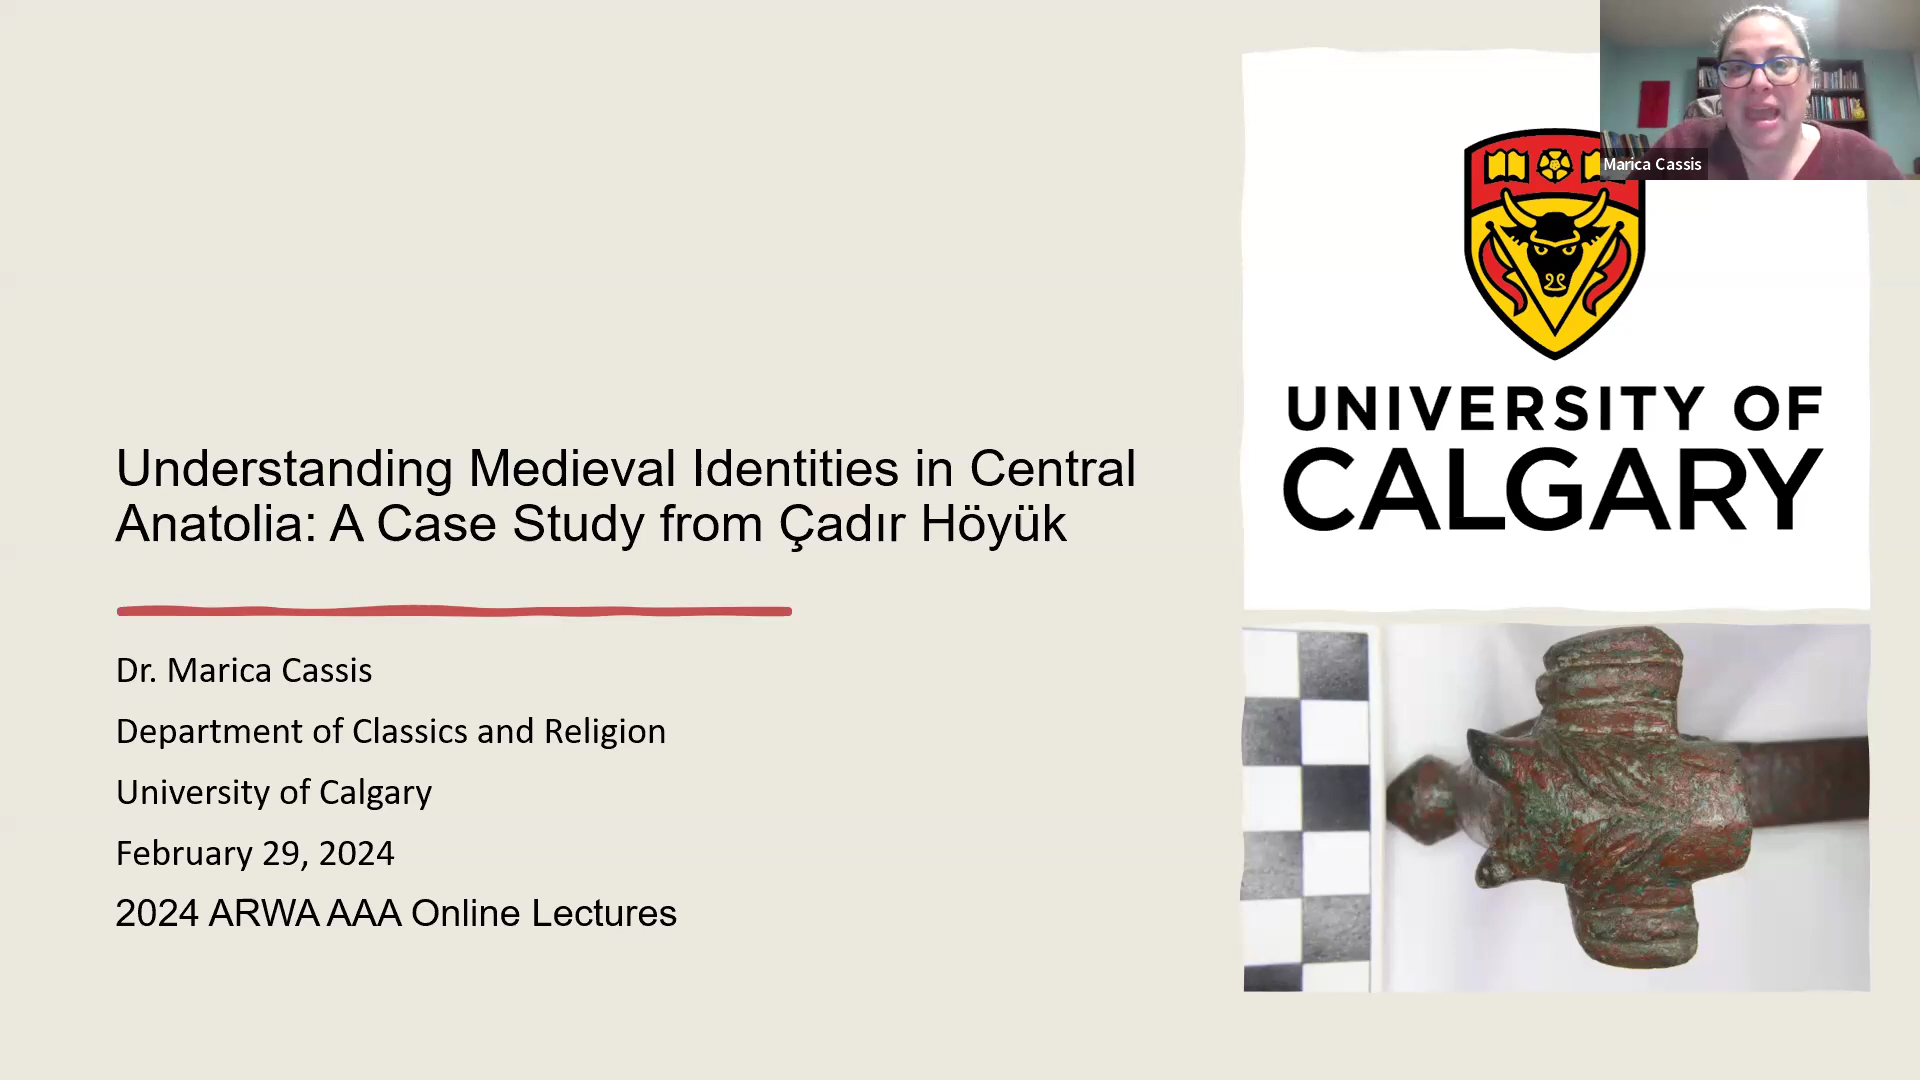 Understanding Medieval Identities in Central
Anatolia: A Case Study from Çadır Höyük
Dr. Marica Cassis
Department of Classics and Religion
University of Calgary
February 29, 2024
2024 ARWA AAA Online Lectures
UNIVERSITY OF
CALGARY
Marica Cassis